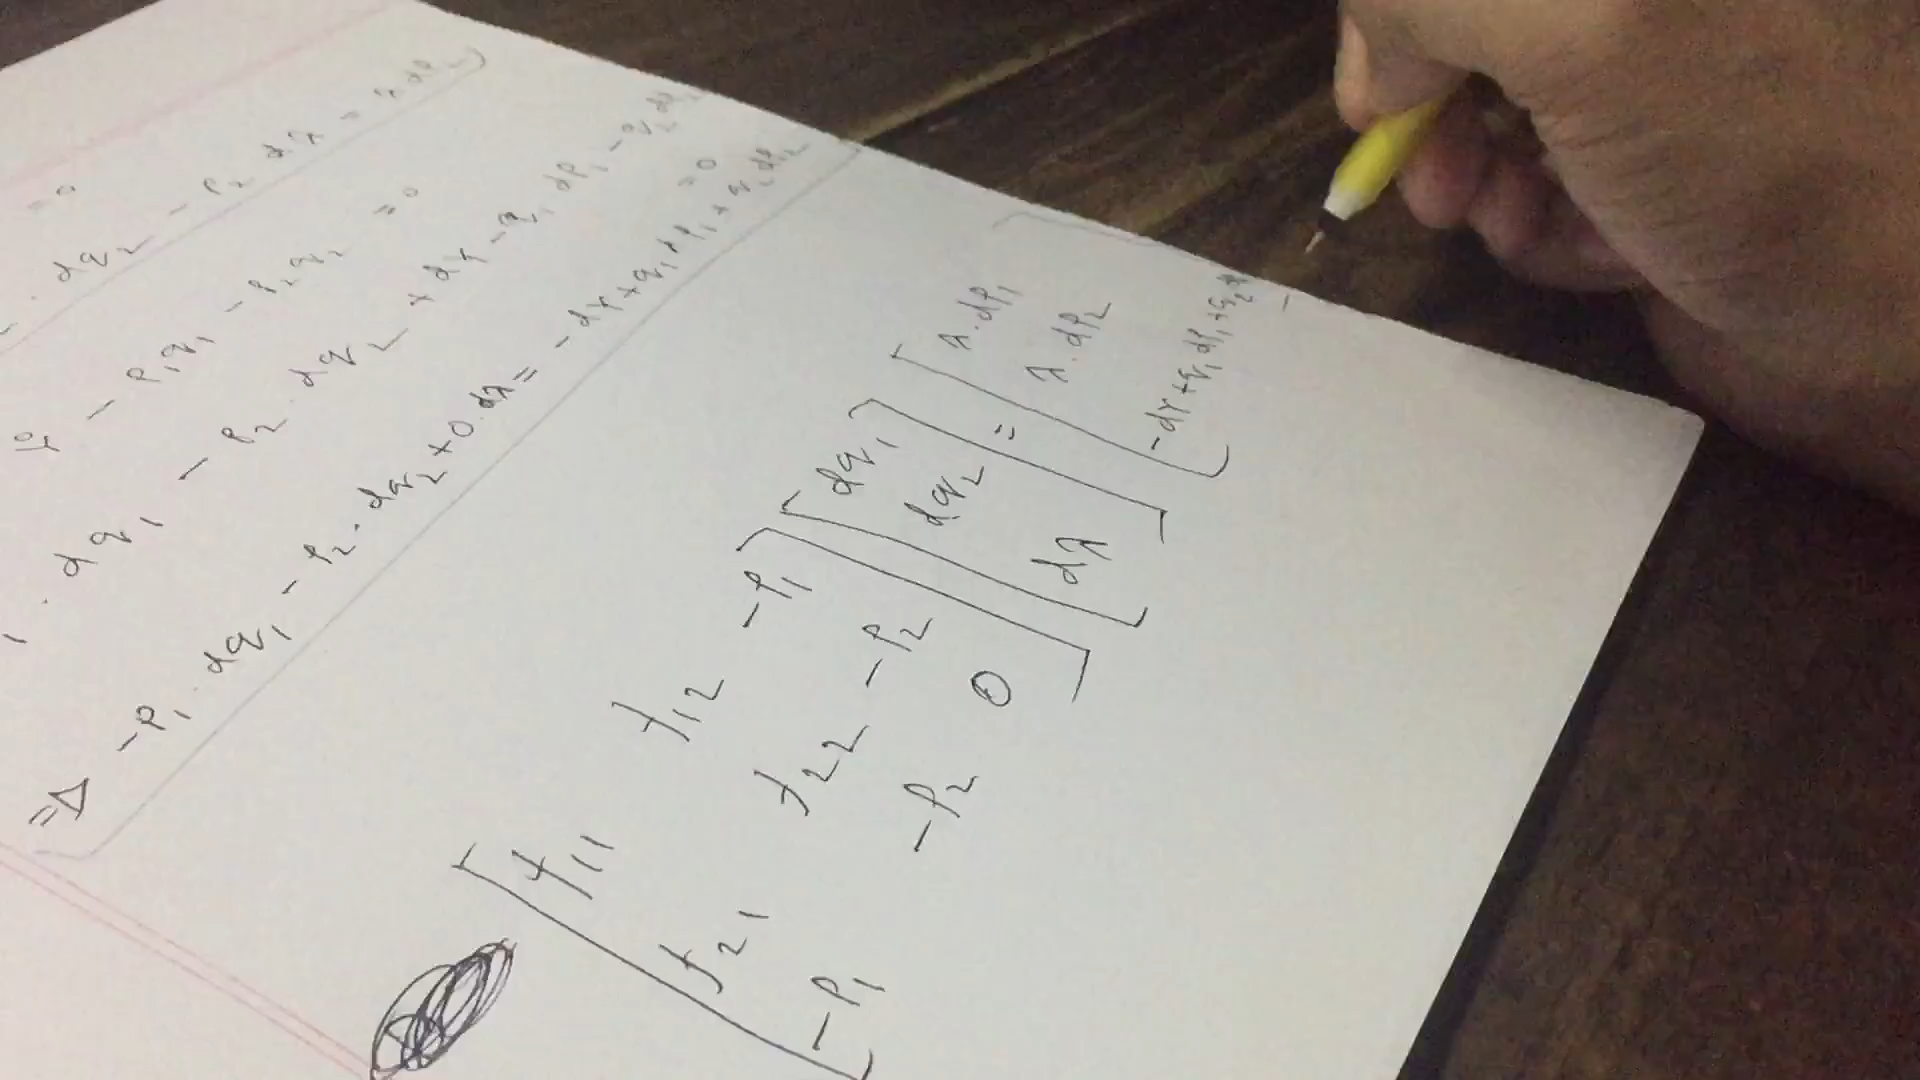 = 0
dq₂ - P₂ dλ = λ dP₂
Y⁰ - P₁q₁ - P₂q₂ = 0
· dq₁ - P₂ · dq₂ + dY - q₁ dP₁ - q₂ dP₂ = 0
=> -P₁ · dq₁ - P₂ · dq₂ + 0 · dλ = - dY + q₁ dP₁ + q₂ dP₂
f₁₁ f₁₂ -P₁ dq₁ λ · dP₁
f₂₁ f₂₂ -P₂ dq₂ = λ · dP₂
-P₁ -P₂ 0 dλ -dY + q₁ dP₁ + q₂